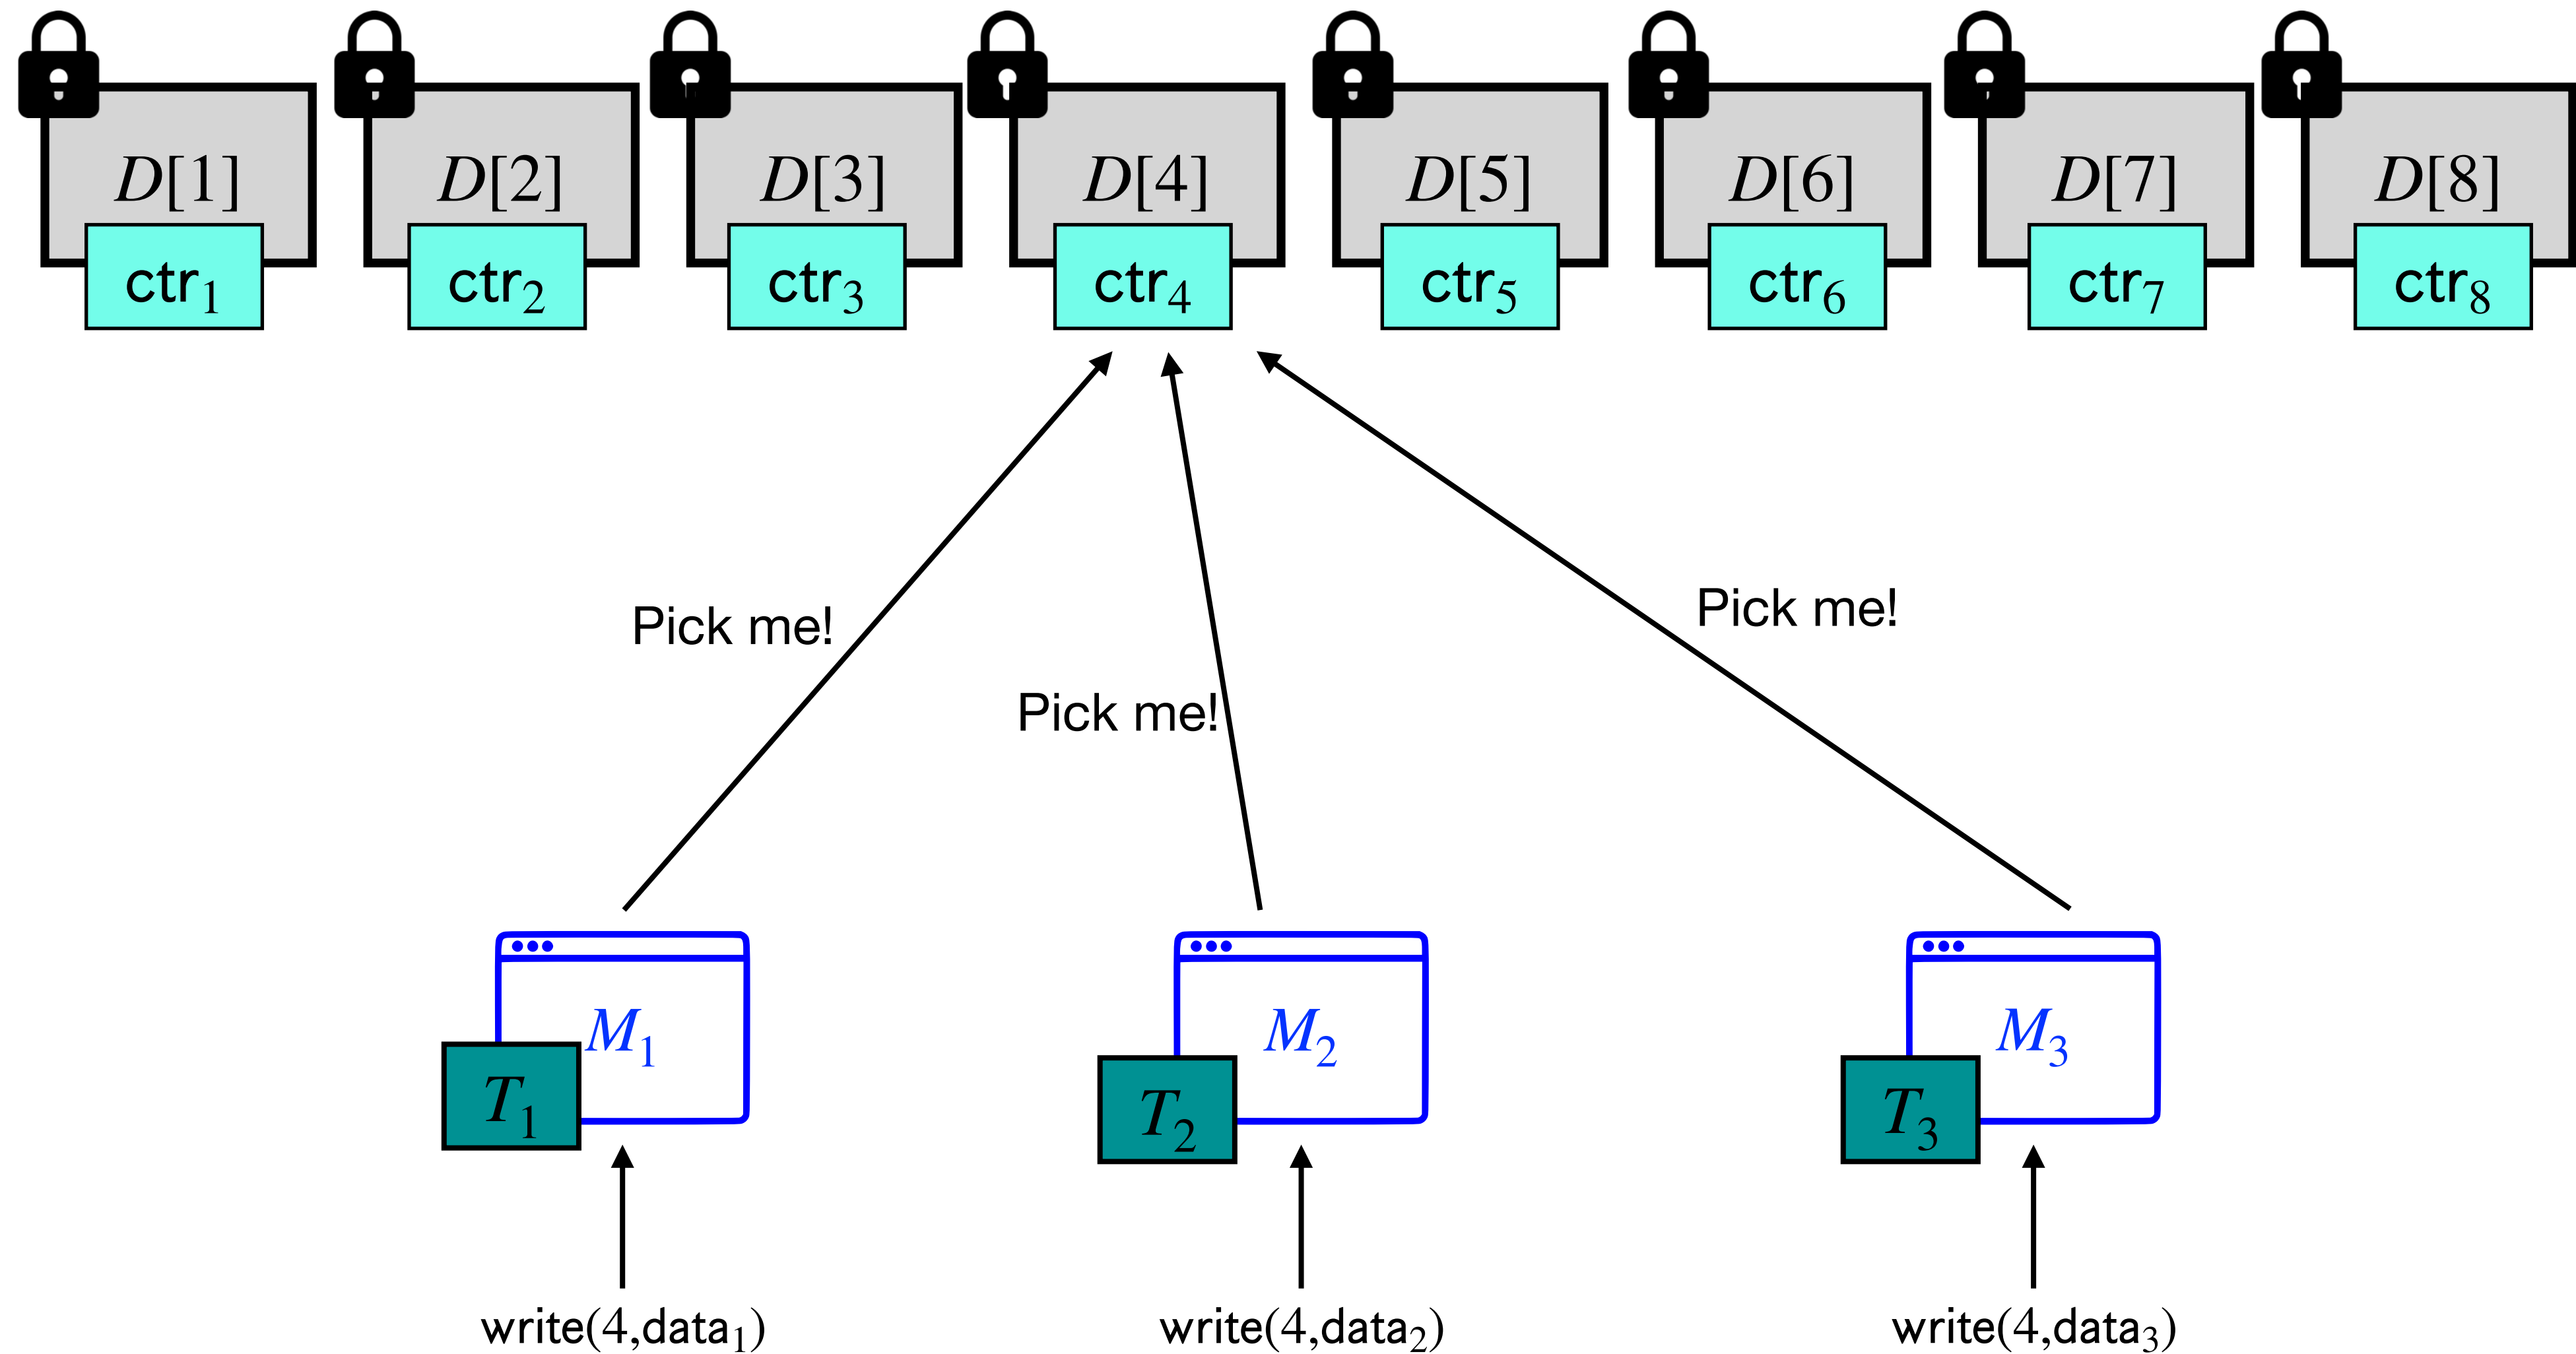 D[1] D[2] D[3] D[4] D[5] D[6] D[7] D[8]
ctr₁ ctr₂ ctr₃ ctr₄ ctr₅ ctr₆ ctr₇ ctr₈
Pick me!
Pick me!
Pick me!
M₁ M₂ M₃
T₁ T₂ T₃
write(4,data₁) write(4,data₂) write(4,data₃)